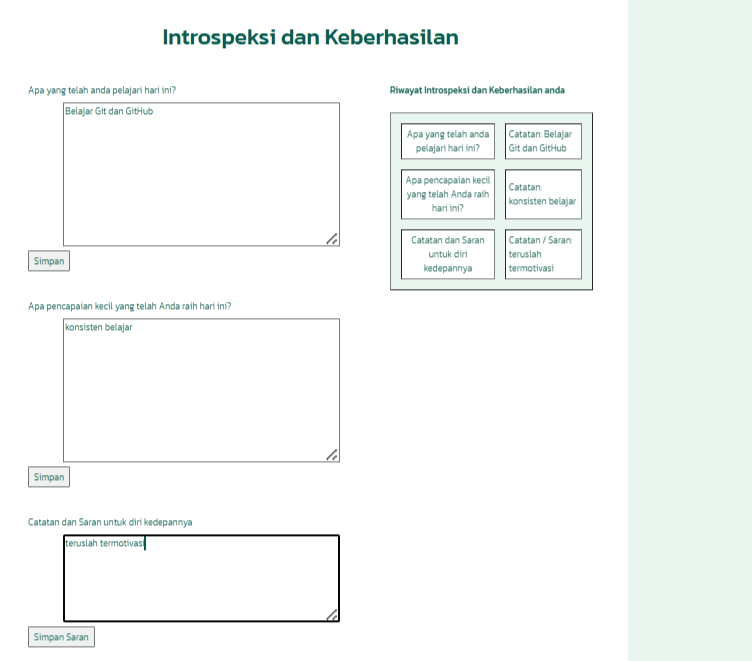 Introspeksi dan Keberhasilan
Apa yang telah anda pelajari hari ini?
Belajar Git dan GitHub
Simpan
Apa pencapaian kecil yang telah Anda raih hari ini?
konsisten belajar
Simpan
Catatan dan Saran untuk diri kedepannya
teruslah termotivasi
Simpan Saran
Riwayat Introspeksi dan Keberhasilan anda
Apa yang telah anda
pelajari hari ini?
Catatan: Belajar
Git dan GitHub
Apa pencapaian kecil
yang telah Anda raih
hari ini?
Catatan:
konsisten belajar
Catatan dan Saran
untuk diri
kedepannya
Catatan / Saran:
teruslah
termotivasi